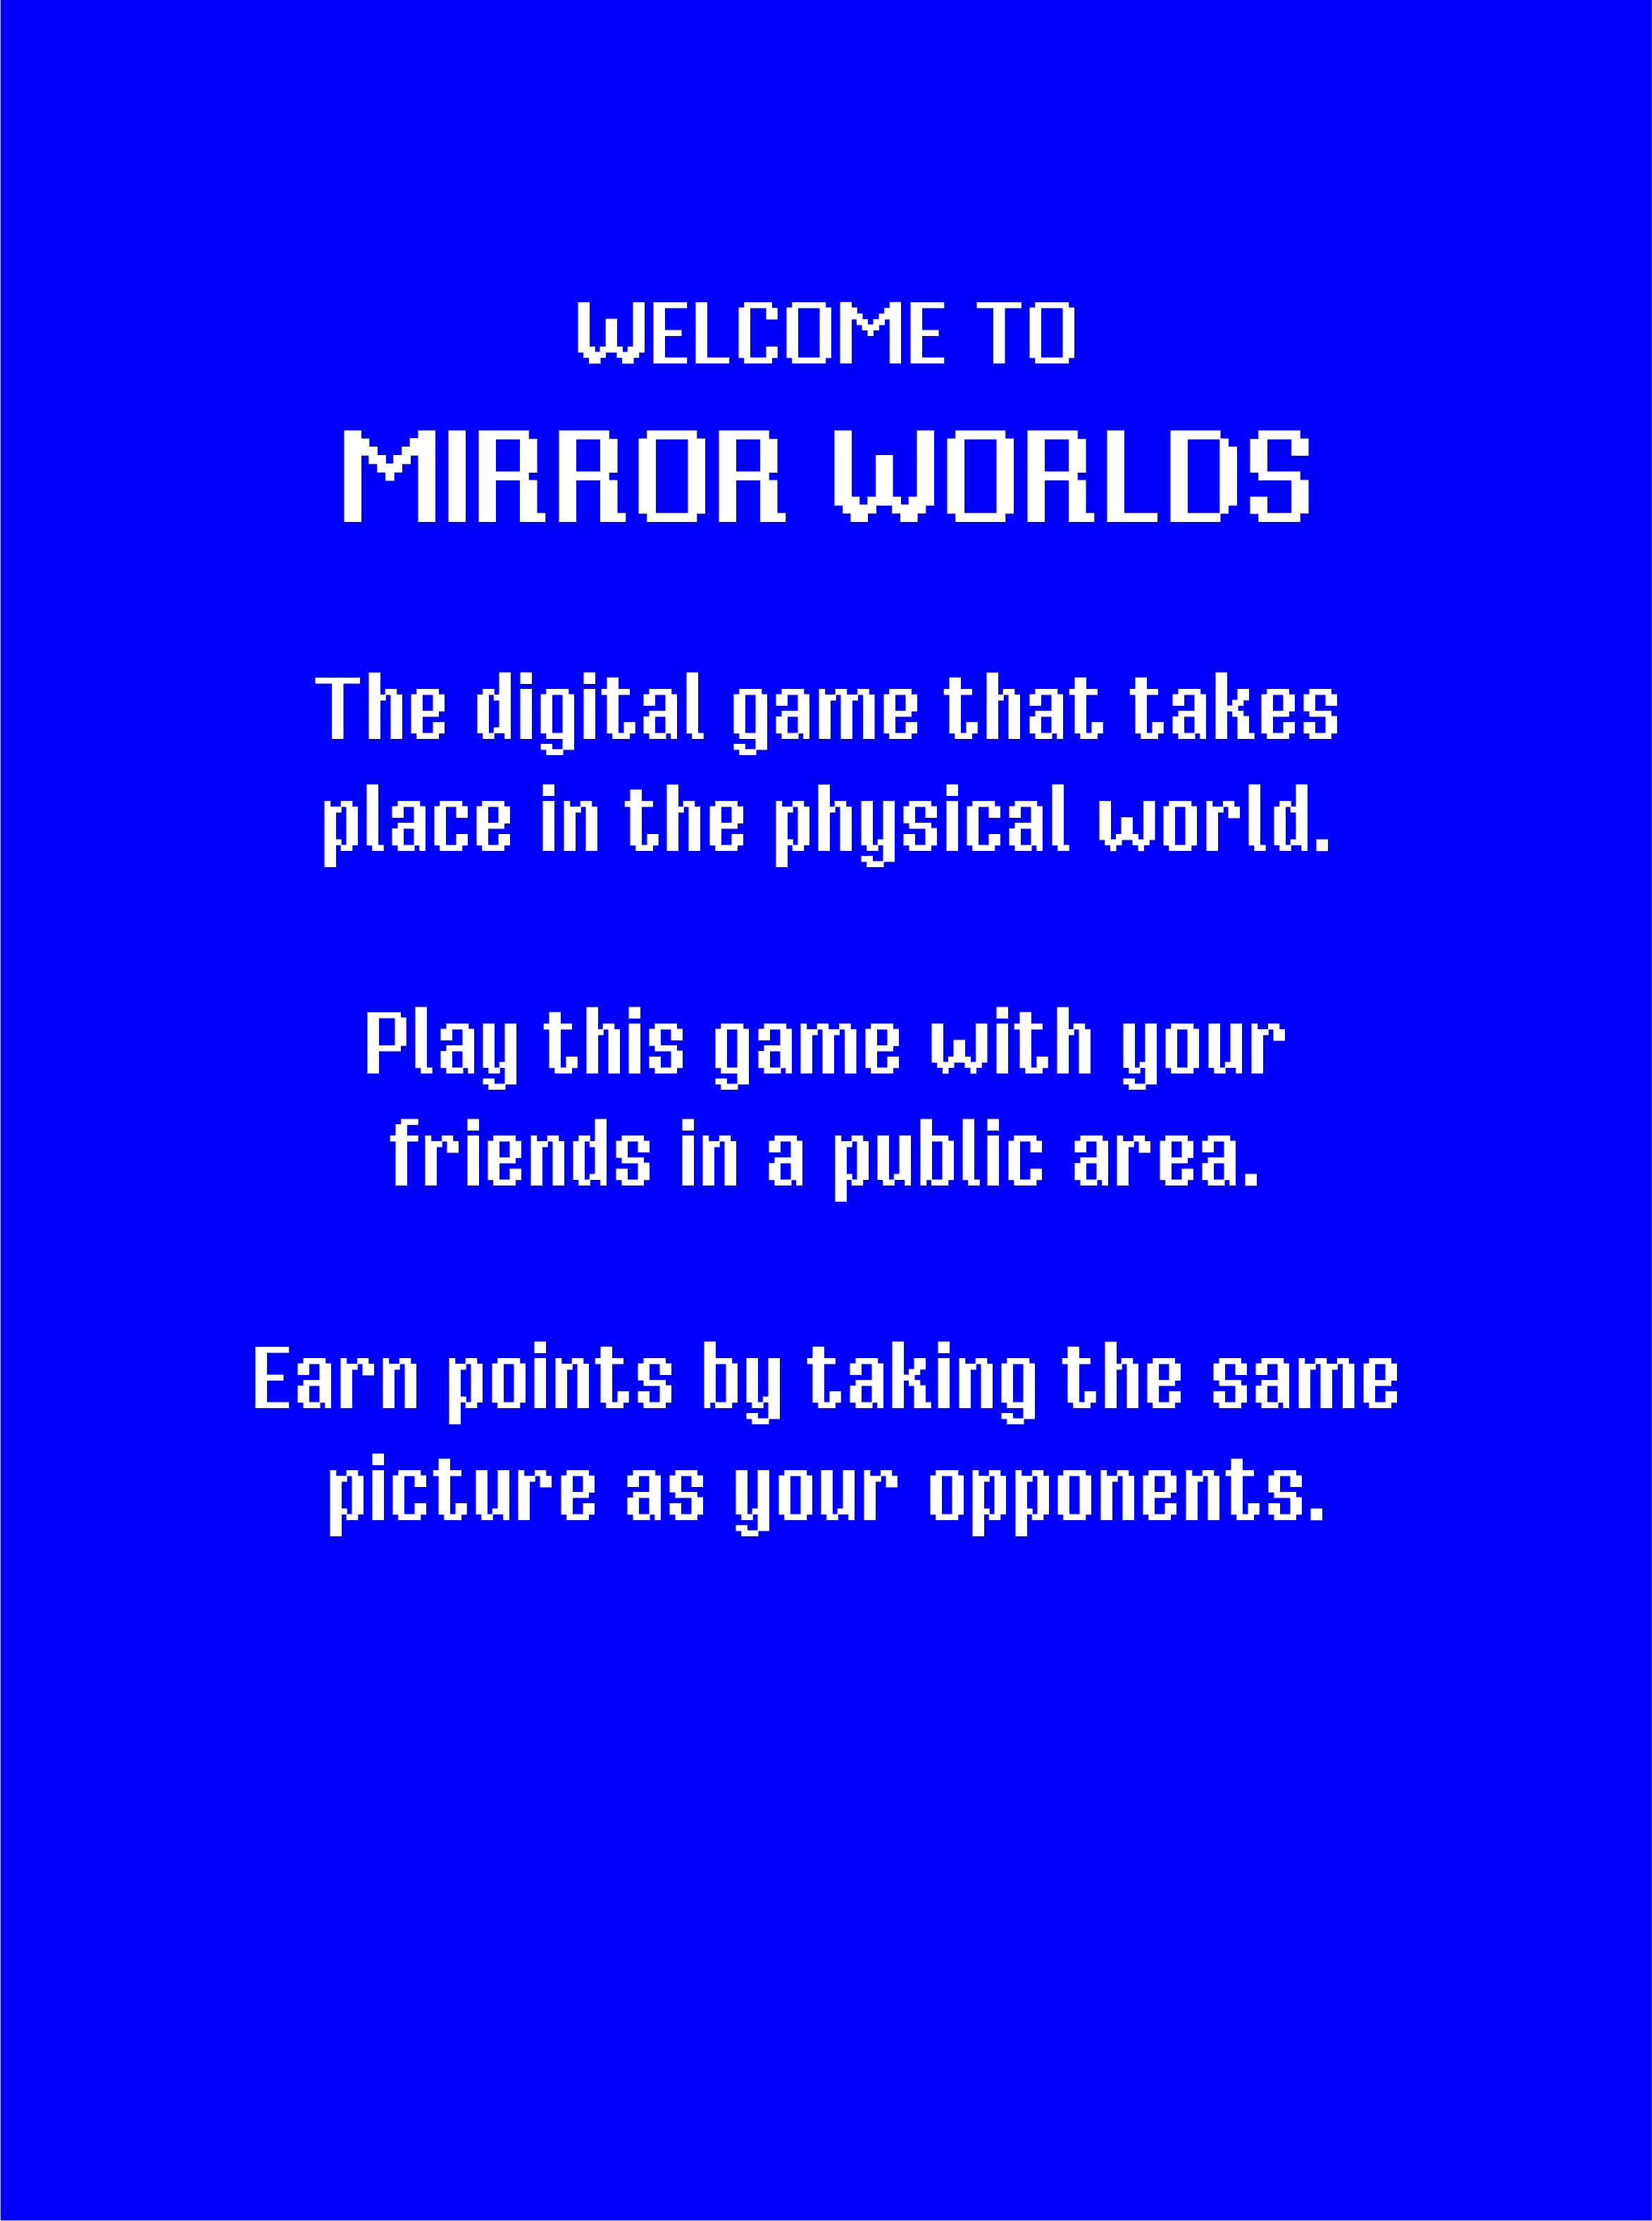 WELCOME TO
MIRROR WORLDS
The digital game that takes
place in the physical world.
Play this game with your
friends in a public area.
Earn points by taking the same
picture as your opponents.